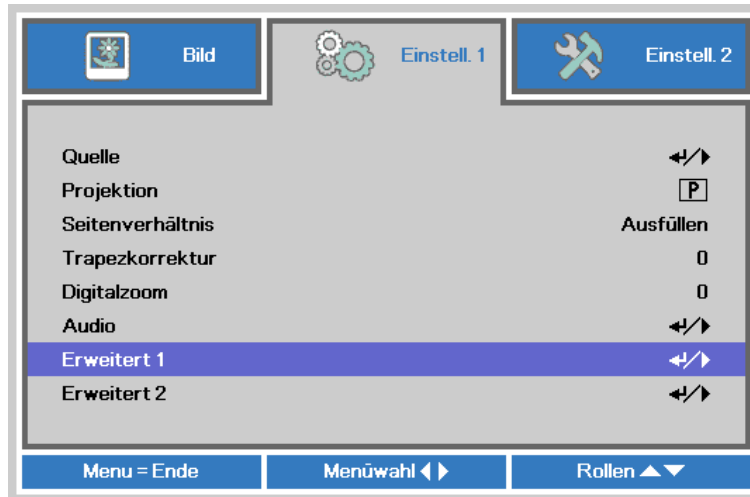 Bild
Einstell. 1
Einstell. 2
Quelle
Projektion P
Seitenverhältnis Ausfüllen
Trapezkorrektur 0
Digitalzoom 0
Audio
Erweitert 1
Erweitert 2
Menu = Ende
Menüwahl
Rollen